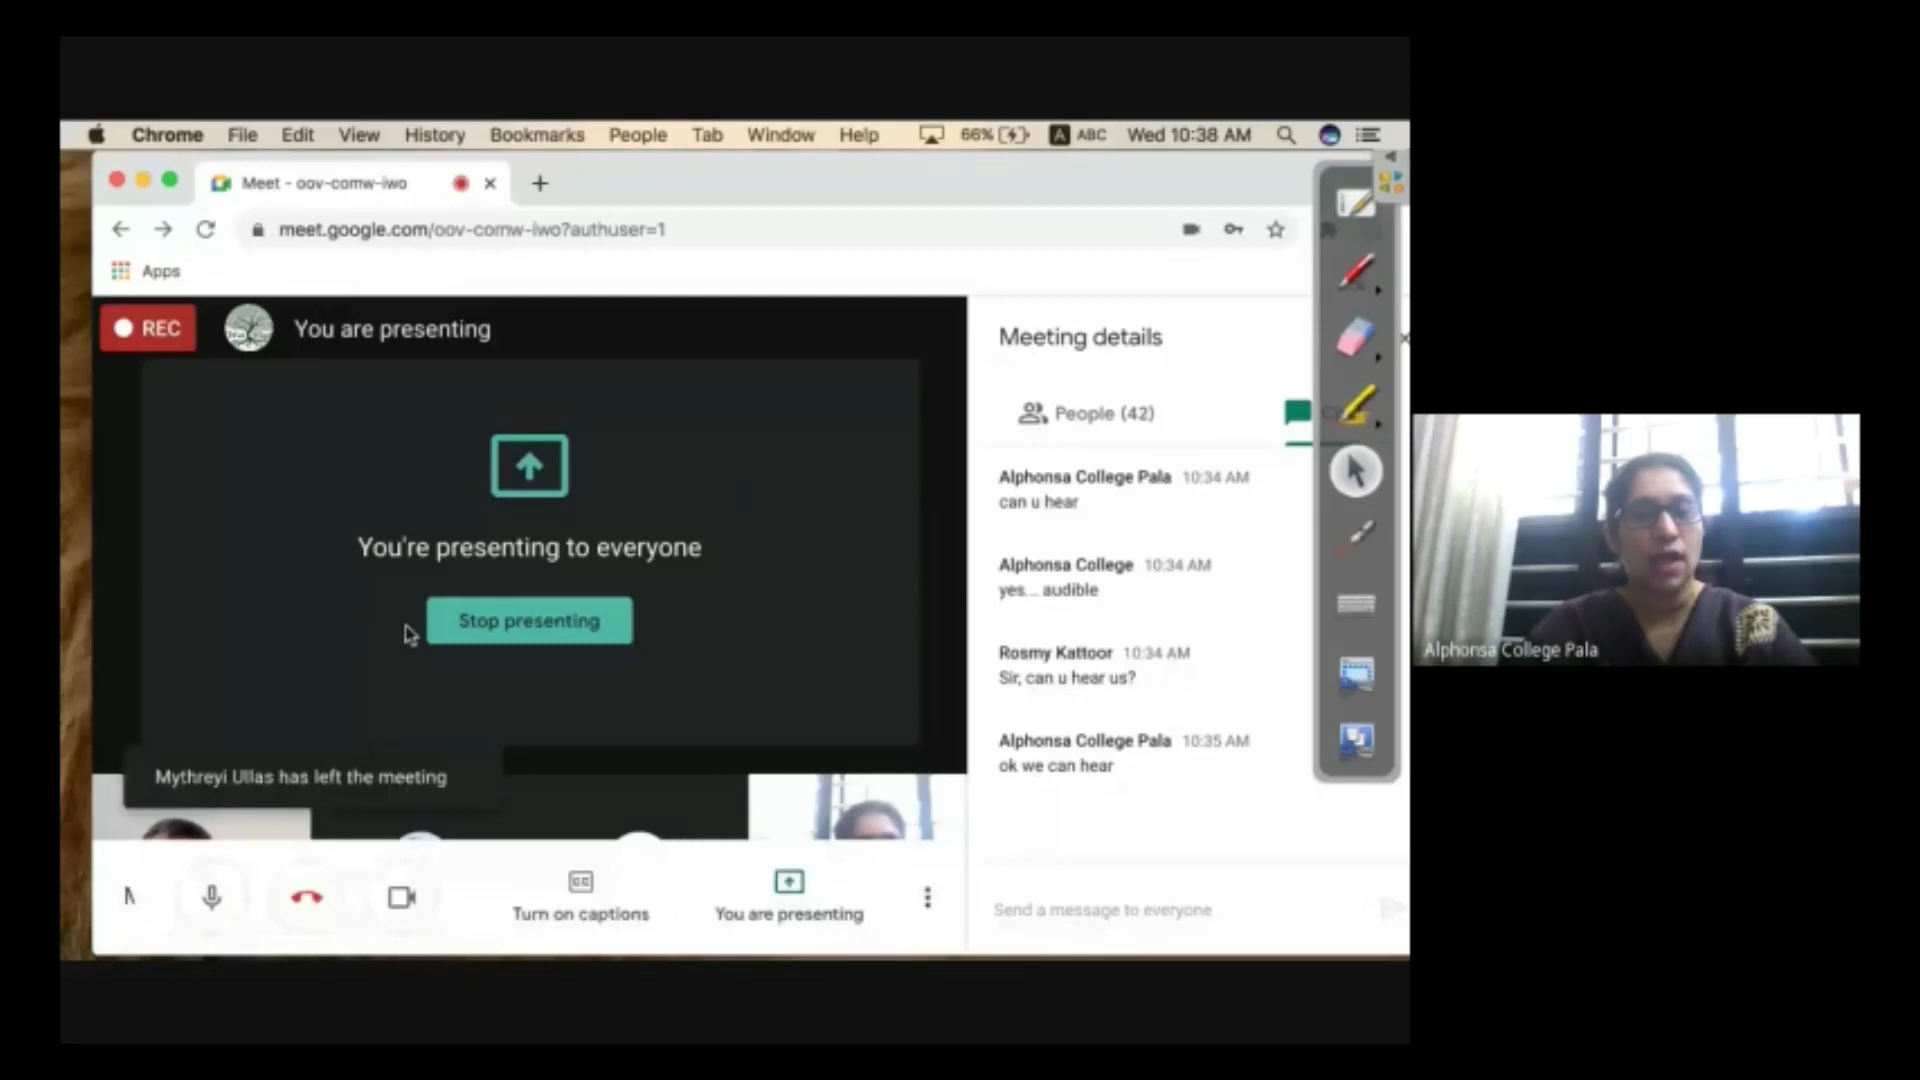 Chrome File Edit View History Bookmarks People Tab Window Help 66% A ABC Wed 10:38 AM
Meet - oov-comw-iwo
meet.google.com/oov-comw-iwo?authuser=1
Apps
REC You are presenting
You're presenting to everyone
Stop presenting
Mythreyi Ullas has left the meeting
Turn on captions
You are presenting
Meeting details
People (42)
Alphonsa College Pala 10:34 AM
can u hear
Alphonsa College 10:34 AM
yes... audible
Rosmy Kattoor 10:34 AM
Sir, can u hear us?
Alphonsa College Pala 10:35 AM
ok we can hear
Send a message to everyone
Alphonsa College Pala